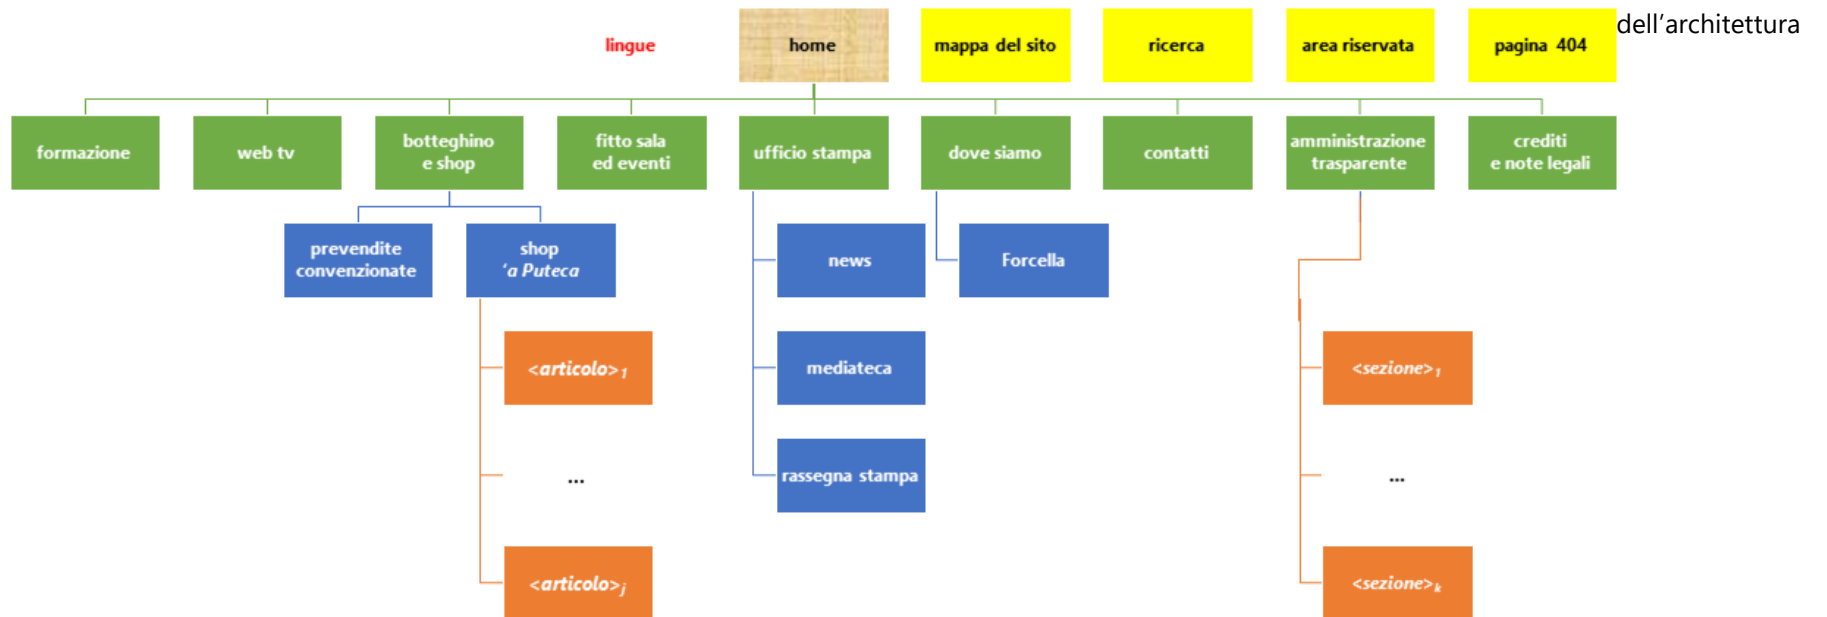 lingue
home
mappa del sito
ricerca
area riservata
pagina 404
dell’architettura
formazione
web tv
botteghino
e shop
fitto sala
ed eventi
ufficio stampa
dove siamo
contatti
amministrazione
trasparente
crediti
e note legali
prevendite
convenzionate
shop
‘a Puteca
news
Forcella
<articolo>1
mediateca
<sezione>1
...
rassegna stampa
...
<articolo>j
<sezione>k